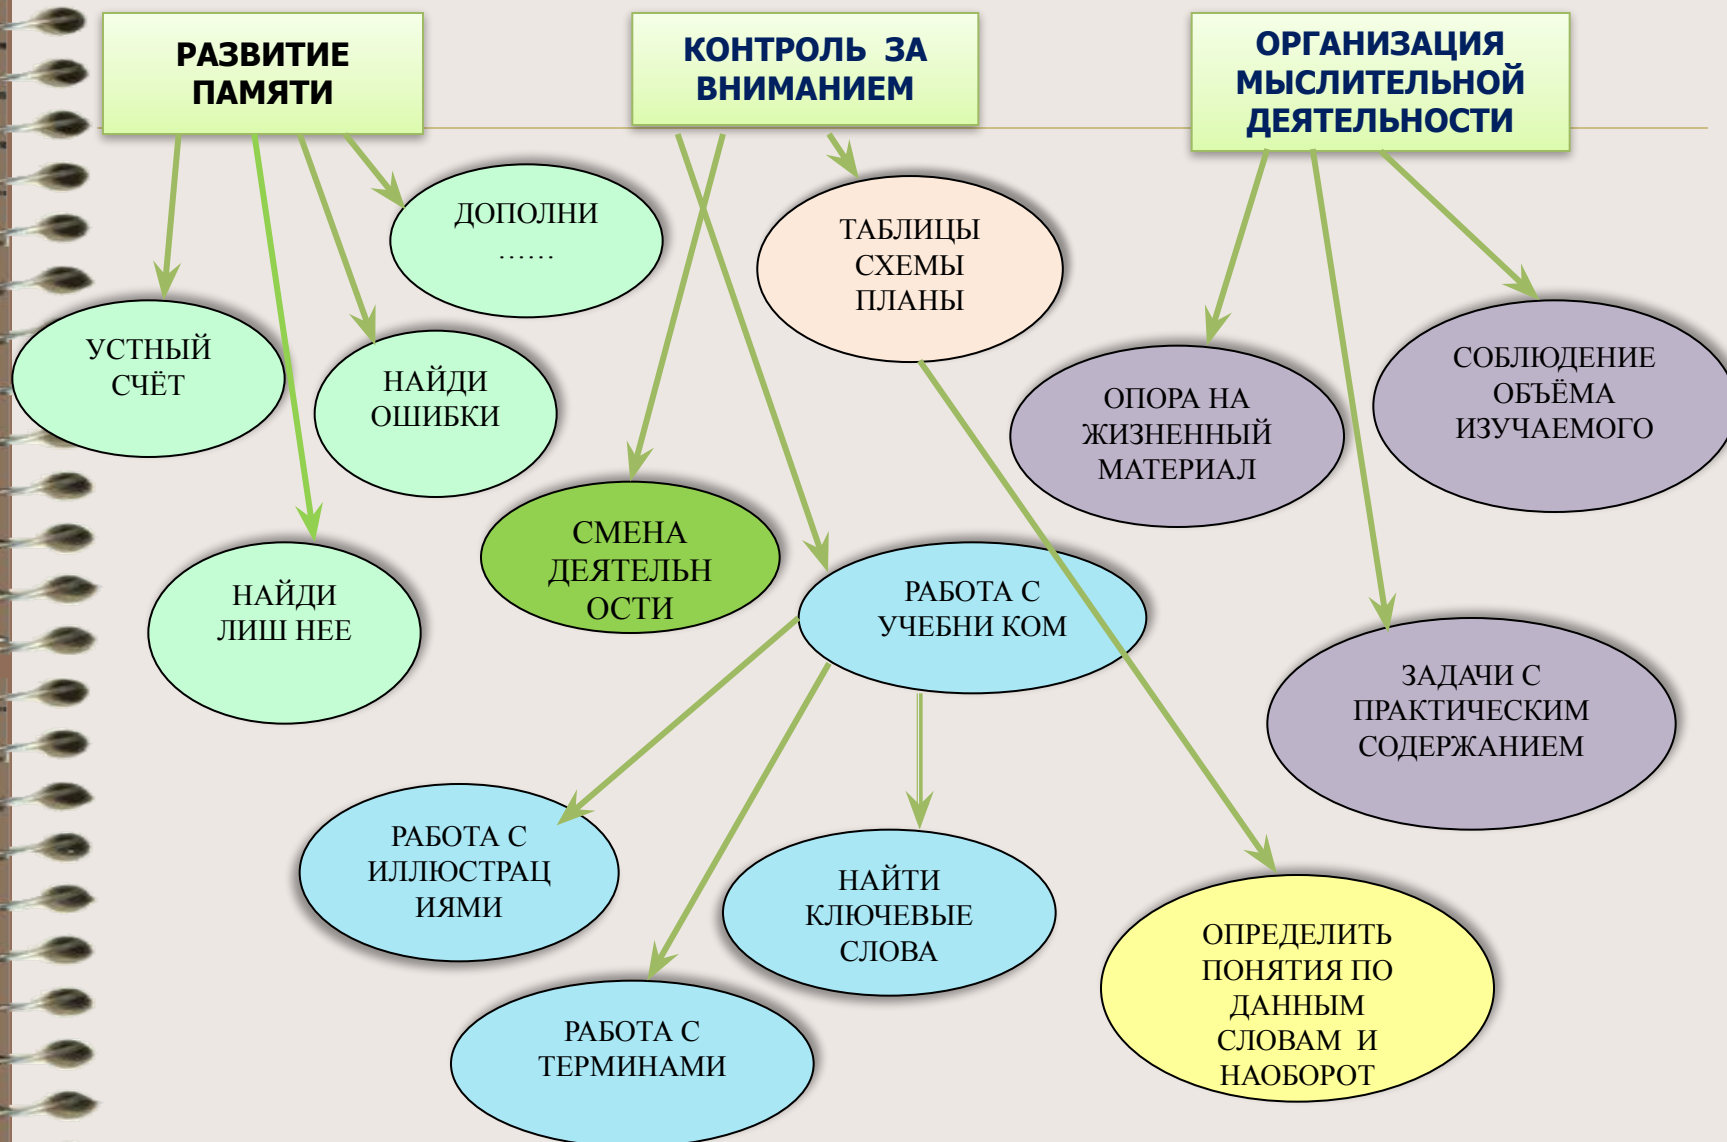 РАЗВИТИЕ
ПАМЯТИ
КОНТРОЛЬ ЗА
ВНИМАНИЕМ
ОРГАНИЗАЦИЯ
МЫСЛИТЕЛЬНОЙ
ДЕЯТЕЛЬНОСТИ
ДОПОЛНИ
……
ТАБЛИЦЫ
СХЕМЫ
ПЛАНЫ
УСТНЫЙ
СЧЁТ
НАЙДИ
ОШИБКИ
ОПОРА НА
ЖИЗНЕННЫЙ
МАТЕРИАЛ
СОБЛЮДЕНИЕ
ОБЪЁМА
ИЗУЧАЕМОГО
СМЕНА
ДЕЯТЕЛЬН
ОСТИ
НАЙДИ
ЛИШ НЕЕ
РАБОТА С
УЧЕБНИ КОМ
ЗАДАЧИ С
ПРАКТИЧЕСКИМ
СОДЕРЖАНИЕМ
РАБОТА С
ИЛЛЮСТРАЦ
ИЯМИ
НАЙТИ
КЛЮЧЕВЫЕ
СЛОВА
ОПРЕДЕЛИТЬ
ПОНЯТИЯ ПО
ДАННЫМ
СЛОВАМ И
НАОБОРОТ
РАБОТА С
ТЕРМИНАМИ